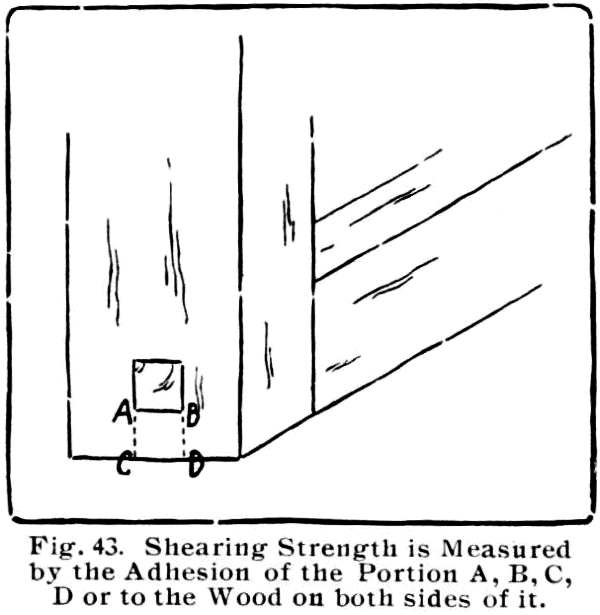 A B
C D
Fig. 43. Shearing Strength is Measured
by the Adhesion of the Portion A, B, C,
D or to the Wood on both sides of it.